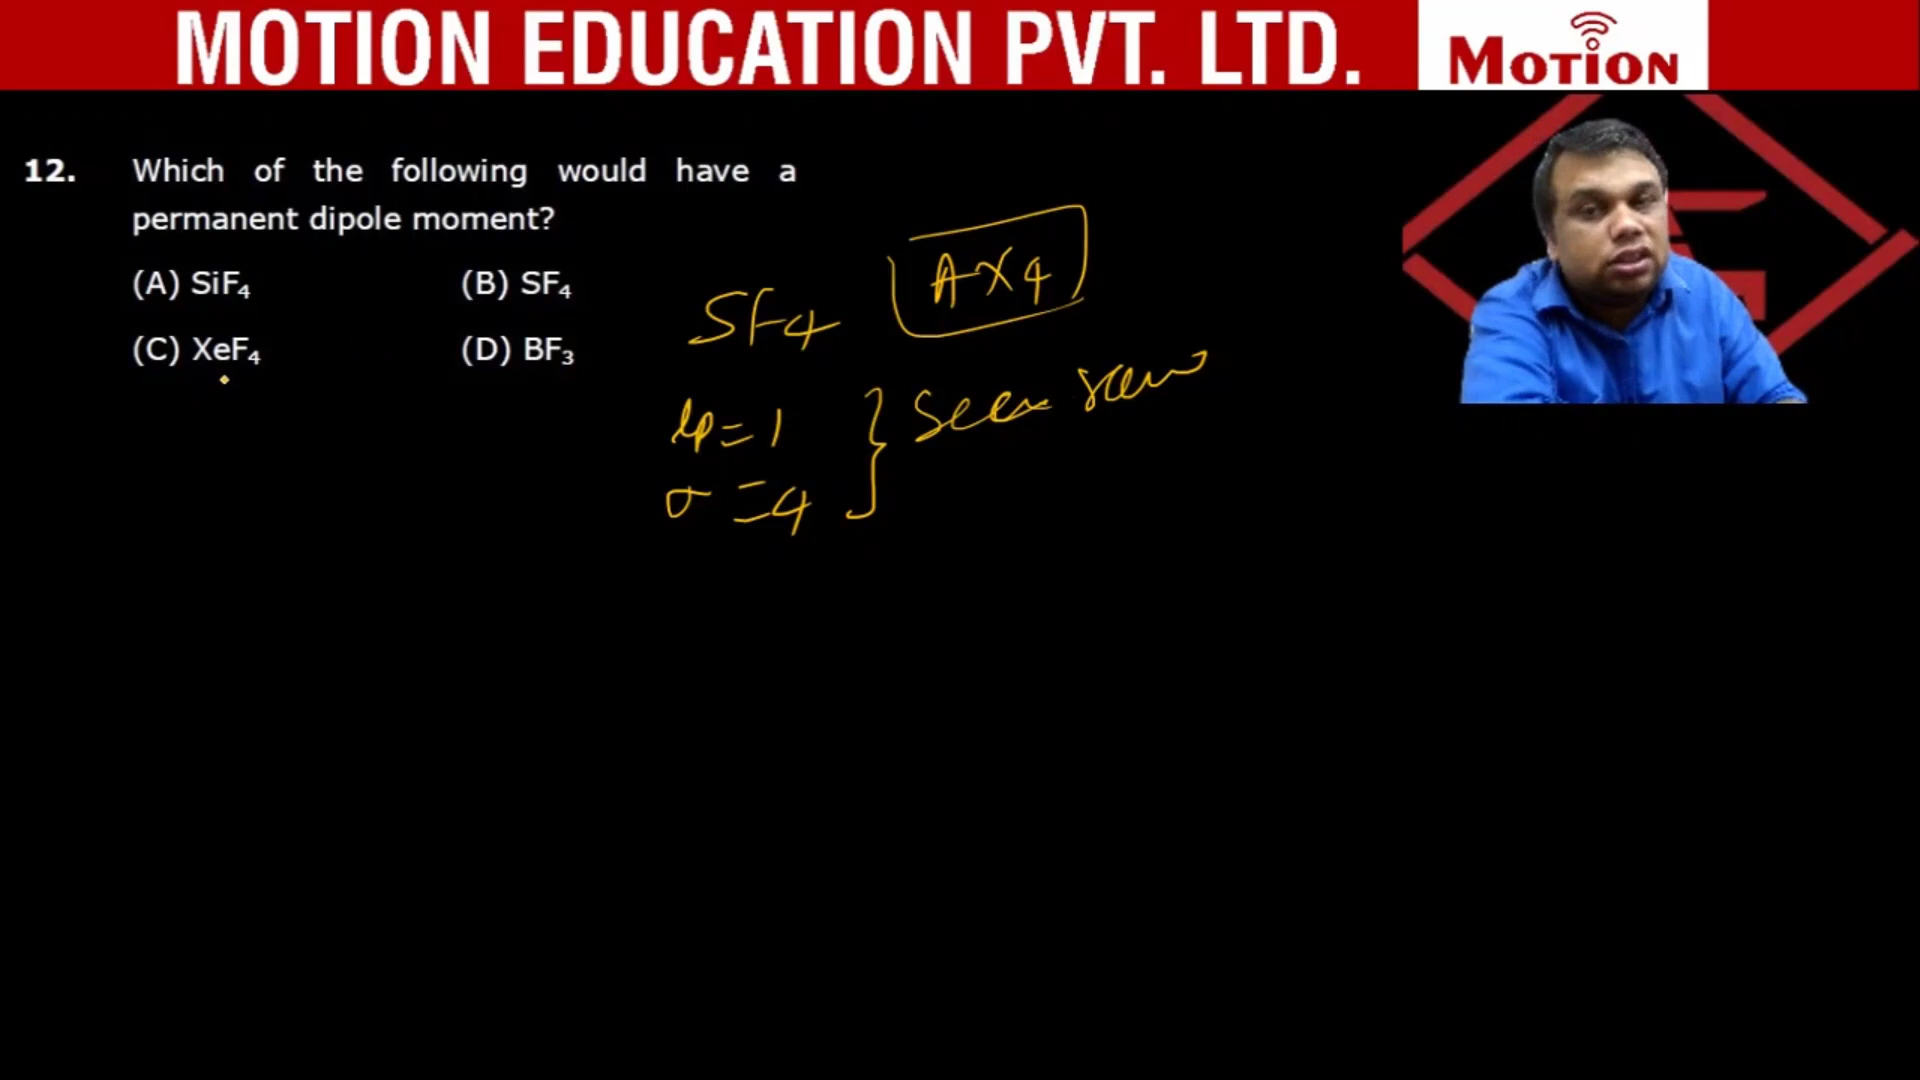 MOTION EDUCATION PVT. LTD.
MOTION
12. Which of the following would have a
permanent dipole moment?
(A) SiF₄ (B) SF₄
(C) XeF₄ (D) BF₃
SF₄ AX₄
lp = 1 } See saw
σ = 4